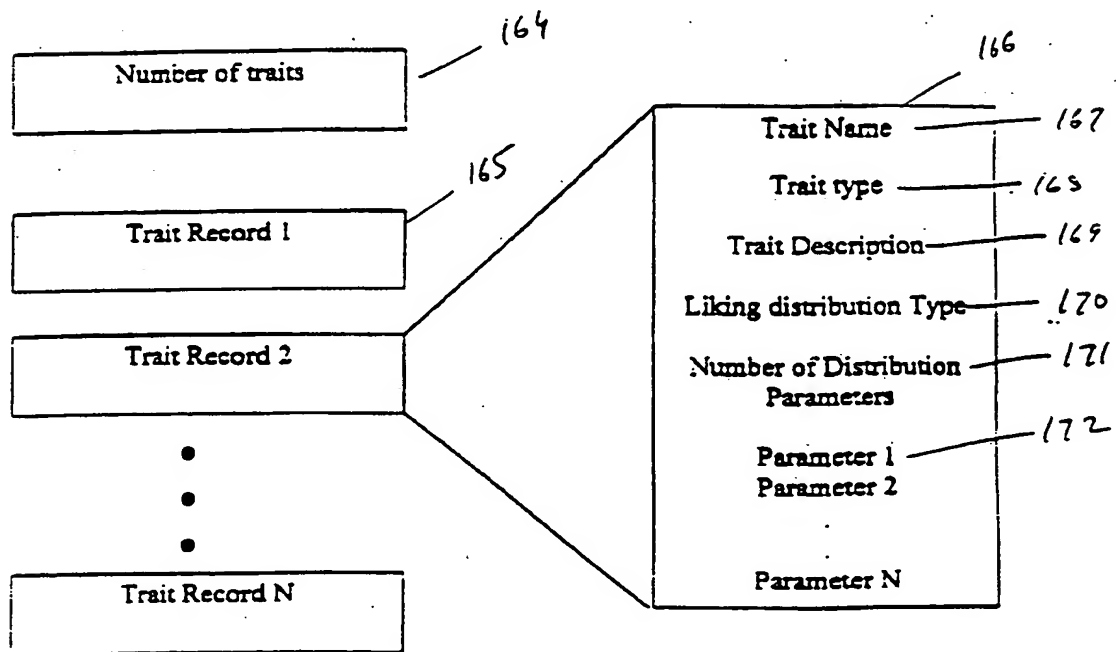 164
Number of traits
165
Trait Record 1
Trait Record 2
Trait Record N
166
Trait Name 167
Trait type 168
Trait Description 169
Liking distribution Type 170
Number of Distribution 171
Parameters
Parameter 1 172
Parameter 2
Parameter N